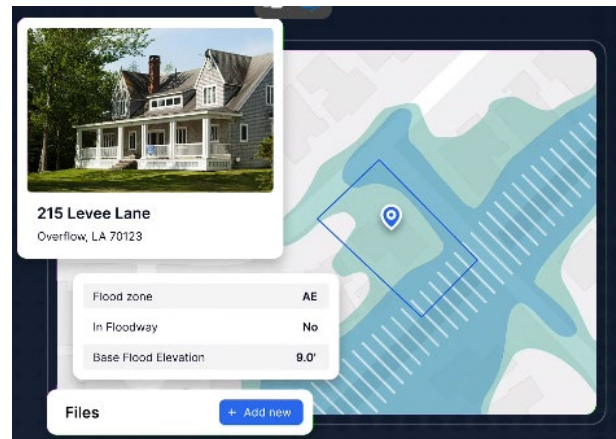 215 Levee Lane
Overflow, LA 70123
Flood zone AE
In Floodway No
Base Flood Elevation 9.0'
Files + Add new